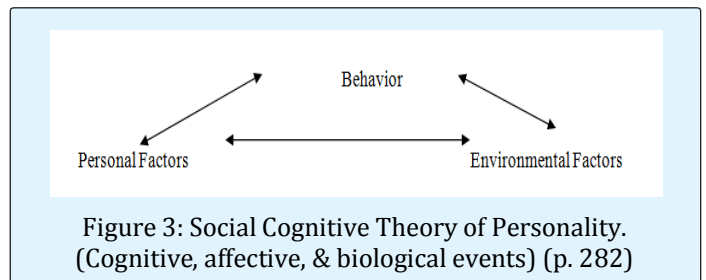 Behavior
Personal Factors
Environmental Factors
Figure 3: Social Cognitive Theory of Personality.
(Cognitive, affective, & biological events) (p. 282)